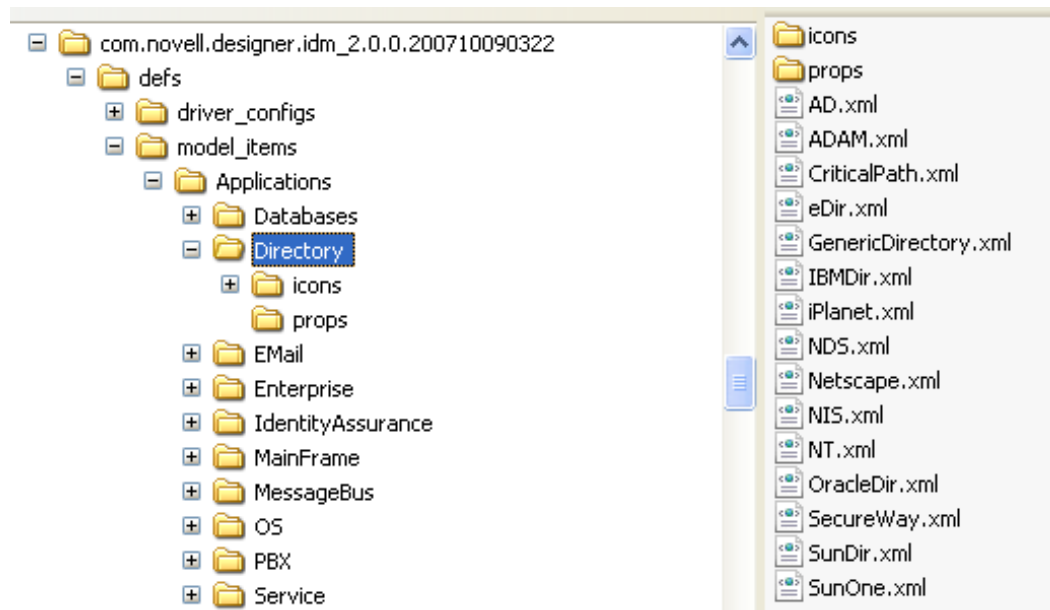 com.novell.designer.idm_2.0.0.200710090322
defs
driver_configs
model_items
Applications
Databases
Directory
icons
props
EMail
Enterprise
IdentityAssurance
MainFrame
MessageBus
OS
PBX
Service
icons
props
AD.xml
ADAM.xml
CriticalPath.xml
eDir.xml
GenericDirectory.xml
IBMDir.xml
iPlanet.xml
NDS.xml
Netscape.xml
NIS.xml
NT.xml
OracleDir.xml
SecureWay.xml
SunDir.xml
SunOne.xml